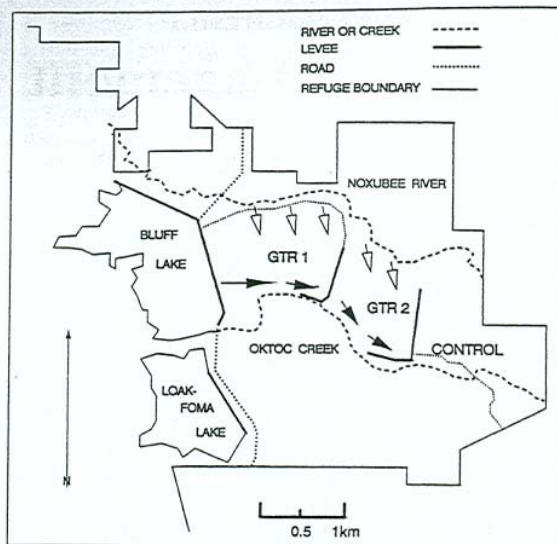 RIVER OR CREEK
LEVEE
ROAD
REFUGE BOUNDARY
NOXUBEE RIVER
BLUFF
LAKE
GTR 1
GTR 2
OKTOC CREEK
CONTROL
LOAK-
FOMA
LAKE
N
0.5 1km